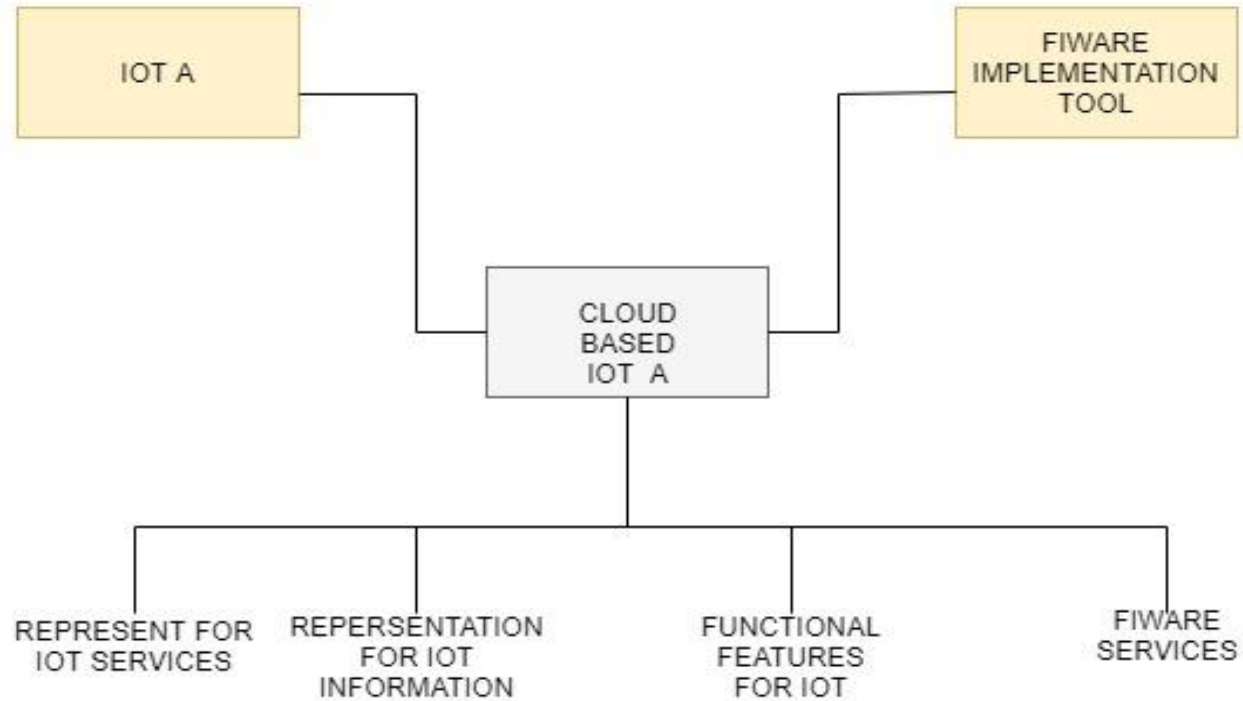 IOT A
FIWARE
IMPLEMENTATION
TOOL
CLOUD
BASED
IOT A
REPRESENT FOR
IOT SERVICES
REPERSENTATION
FOR IOT
INFORMATION
FUNCTIONAL
FEATURES
FOR IOT
FIWARE
SERVICES